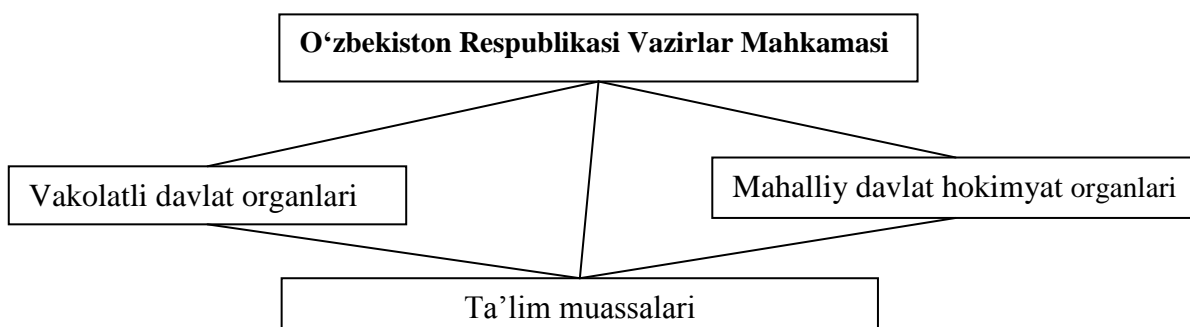 O‘zbekiston Respublikasi Vazirlar Mahkamasi
Vakolatli davlat organlari
Mahalliy davlat hokimyat organlari
Ta’lim muassalari